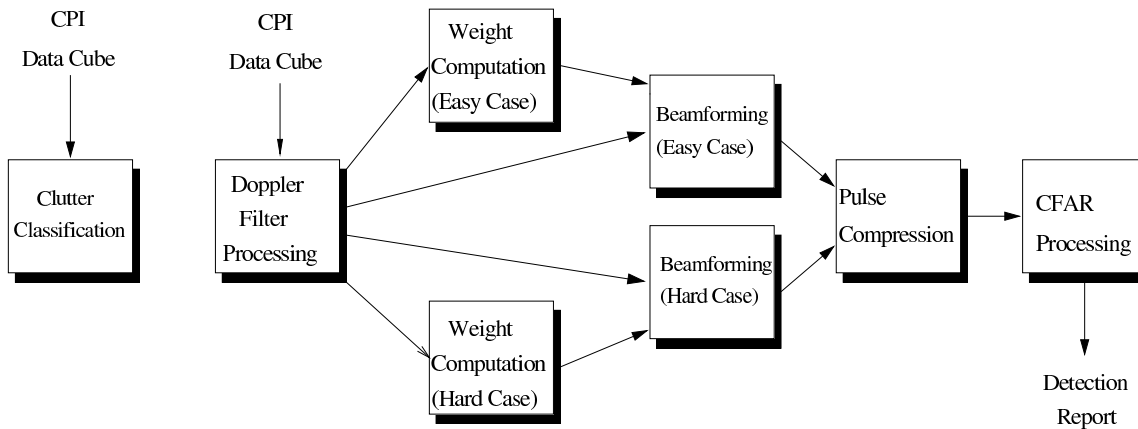 CPI
Data Cube
Clutter
Classification
CPI
Data Cube
Doppler
Filter
Processing
Weight
Computation
(Easy Case)
Weight
Computation
(Hard Case)
Beamforming
(Easy Case)
Beamforming
(Hard Case)
Pulse
Compression
CFAR
Processing
Detection
Report